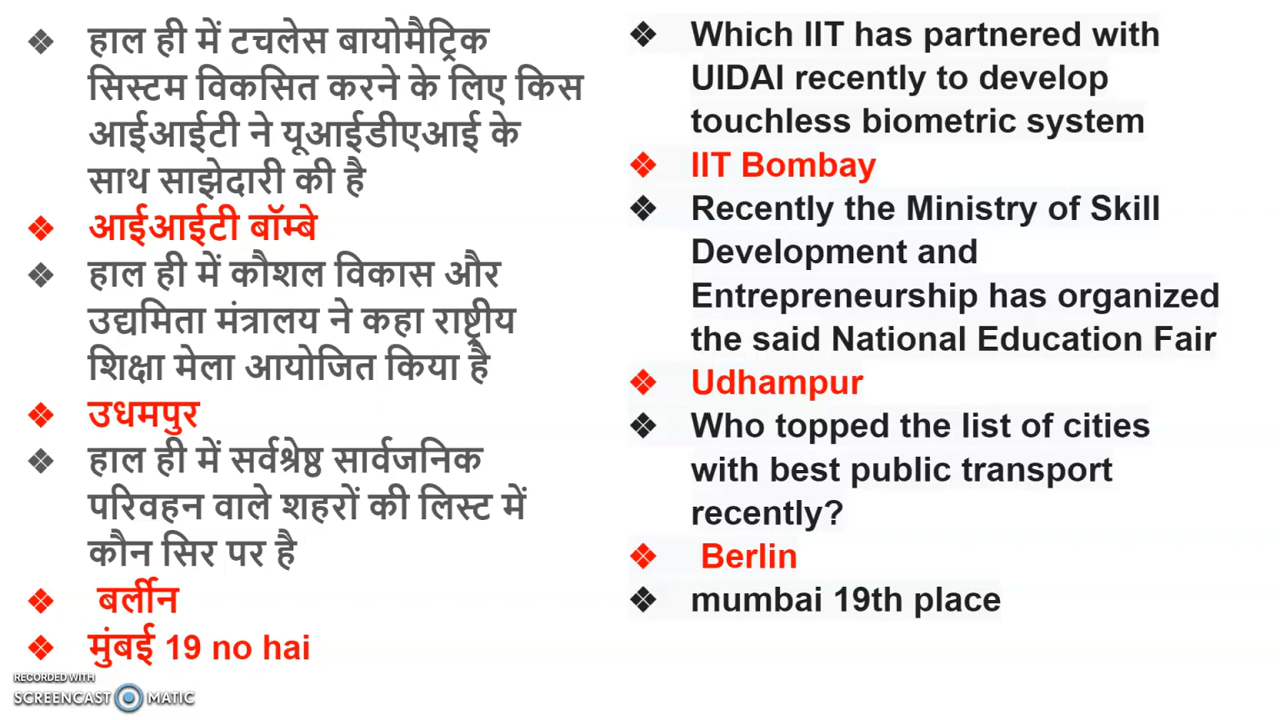 हाल ही में टचलेस बायोमैट्रिक
सिस्टम विकसित करने के लिए किस
आईआईटी ने यूआईडीएआई के
साथ साझेदारी की है
आईआईटी बॉम्बे
हाल ही में कौशल विकास और
उद्यमिता मंत्रालय ने कहा राष्ट्रीय
शिक्षा मेला आयोजित किया है
उधमपुर
हाल ही में सर्वश्रेष्ठ सार्वजनिक
परिवहन वाले शहरों की लिस्ट में
कौन सिर पर है
बर्लीन
मुंबई 19 no hai
Which IIT has partnered with
UIDAI recently to develop
touchless biometric system
IIT Bombay
Recently the Ministry of Skill
Development and
Entrepreneurship has organized
the said National Education Fair
Udhampur
Who topped the list of cities
with best public transport
recently?
Berlin
mumbai 19th place
RECORDED WITH
SCREENCAST MATIC